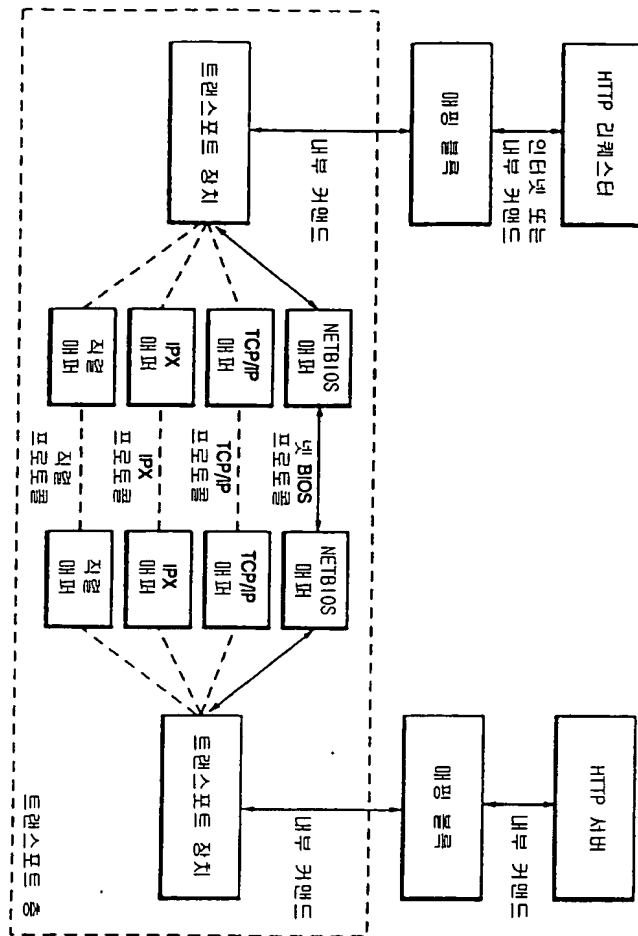 HTTP 리퀘스터
HTTP 서버
인터넷 또는
내부 커맨드
내부 커맨드
매핑 블록
매핑 블록
내부 커맨드
내부 커맨드
트랜스포트 장치
NETBIOS
매퍼
넷 BIOS
프로토콜
NETBIOS
매퍼
트랜스포트 장치
TCP/IP
매퍼
TCP/IP
프로토콜
TCP/IP
매퍼
IPX
매퍼
IPX
프로토콜
IPX
매퍼
직렬
매퍼
직렬
프로토콜
직렬
매퍼
트랜스포트 층